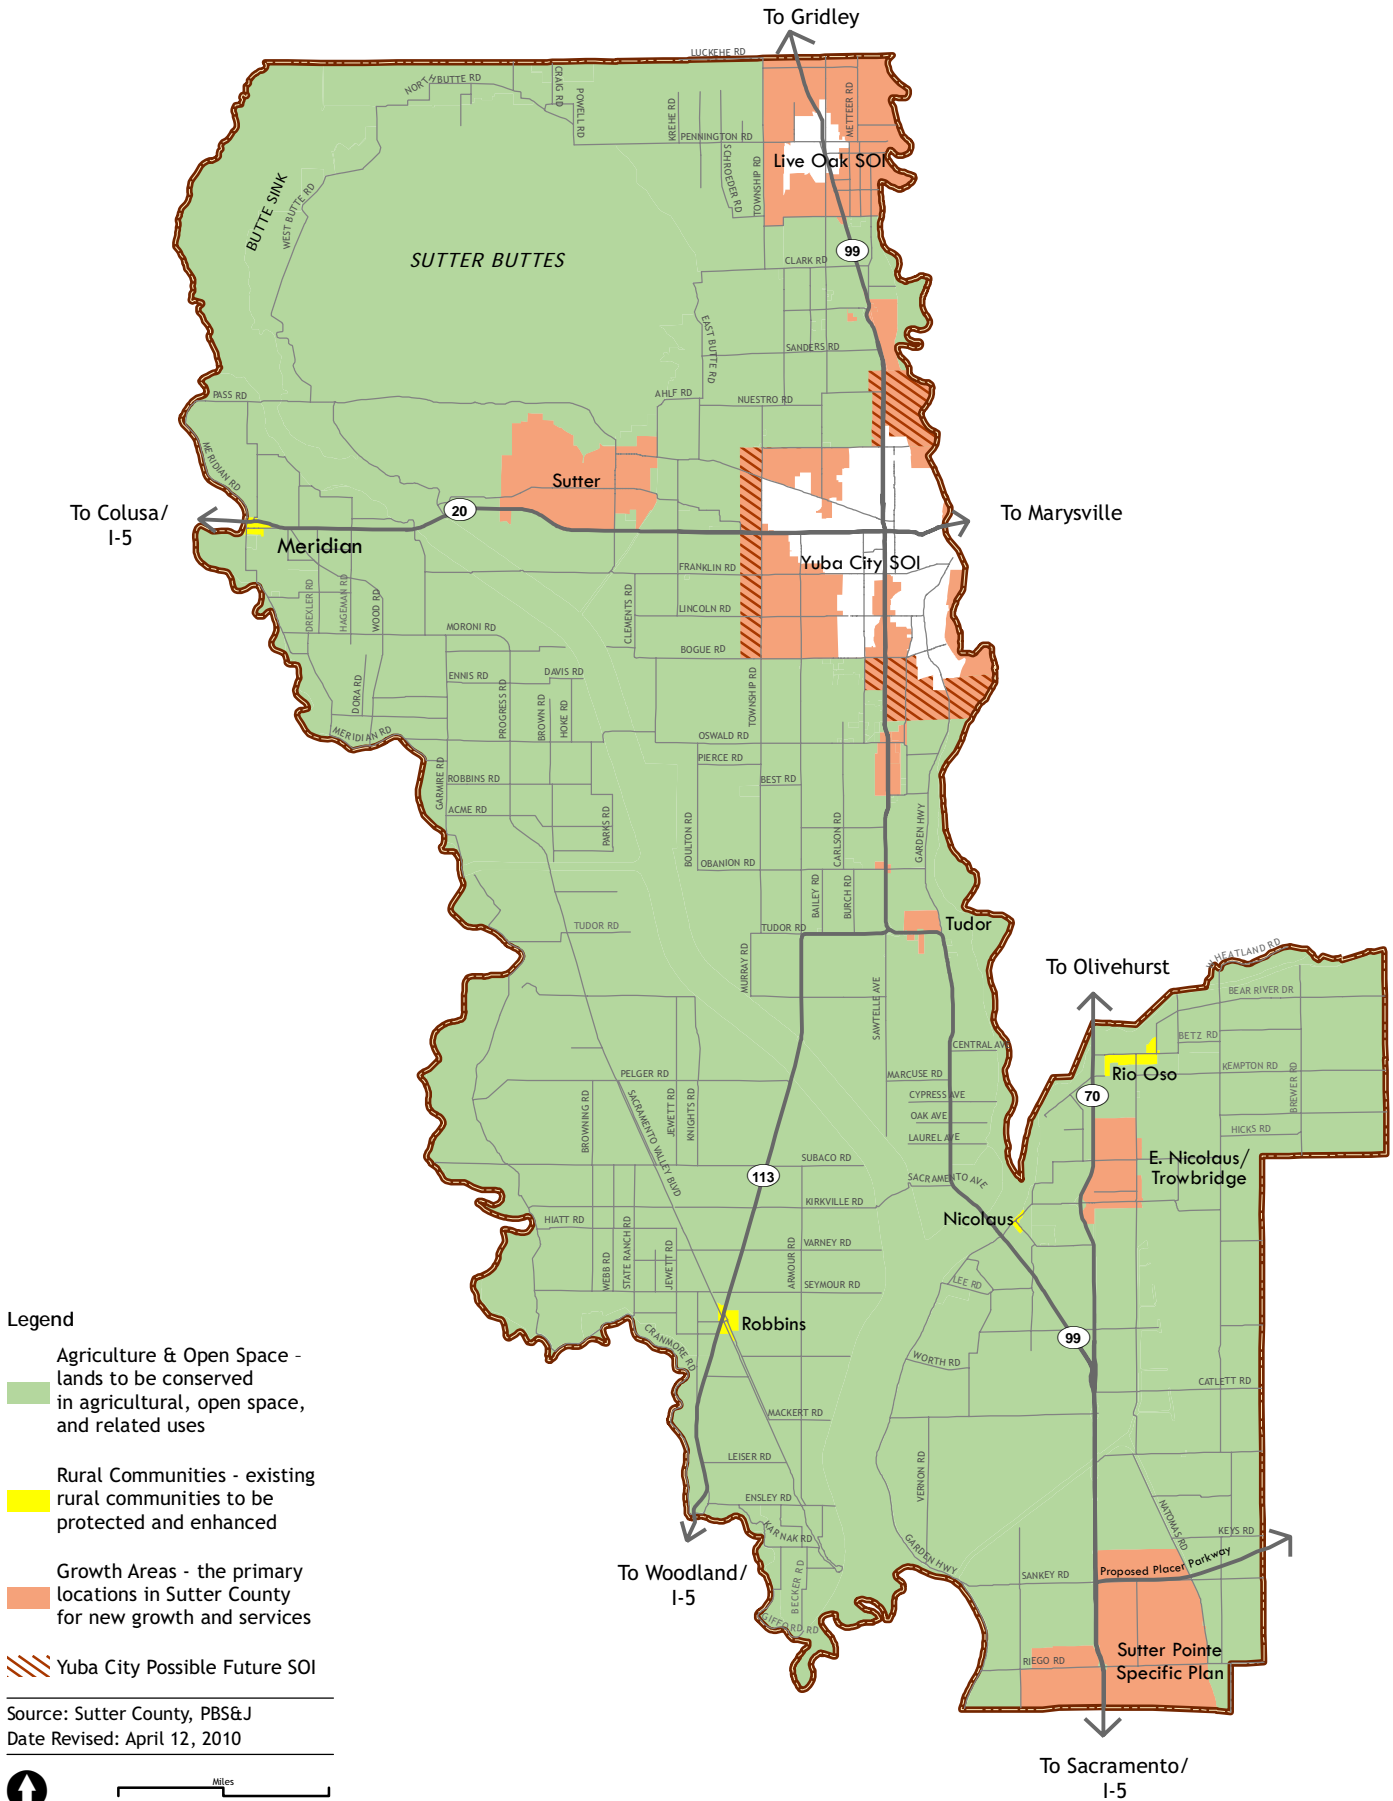 To Gridley
LUCKEHE RD
NORTH BUTTE RD
CRAIG RD
POWELL RD
KREHE RD
PENNINGTON RD
SCHROEDER RD
TOWNSHIP RD
METTEER RD
Live Oak SOI
BUTTE SINK
WEST BUTTE RD
SUTTER BUTTES
99
CLARK RD
EAST BUTTE RD
SANDERS RD
PASS RD
AHLF RD
NUESTRO RD
MERIDIAN RD
Sutter
20
To Colusa/
I-5
To Marysville
Meridian
Yuba City SOI
FRANKLIN RD
DREXLER RD
HAGEMAN RD
WOOD RD
CLEMENTS RD
LINCOLN RD
MORONI RD
BOGUE RD
ENNIS RD
DAVIS RD
DORA RD
PROGRESS RD
BROWN RD
HOKE RD
TOWNSHIP RD
MERIDIAN RD
OSWALD RD
PIERCE RD
GARMIRE RD
ROBBINS RD
BEST RD
ACME RD
PARKS RD
BOULTON RD
CARLSON RD
GARDEN HWY
OBANION RD
BAILEY RD
BURCH RD
TUDOR RD
TUDOR RD
Tudor
MURRAY RD
SAWTELLE AVE
WHEATLAND RD
To Olivehurst
BEAR RIVER DR
BETZ RD
CENTRAL AVE
Rio Oso
KEMPTON RD
PELGER RD
MARCUSE RD
70
BREWER RD
BROWNING RD
SACRAMENTO VALLEY BLVD
JEWETT RD
KNIGHTS RD
CYPRESS AVE
OAK AVE
LAUREL AVE
HICKS RD
SUBACO RD
E. Nicolaus/
Trowbridge
113
SACRAMENTO AVE
KIRKVILLE RD
Nicolaus
HIATT RD
WEBB RD
STATE RANCH RD
JEWETT RD
ARMOUR RD
VARNEY RD
SEYMOUR RD
LEE RD
Robbins
CRANMORE RD
99
WORTH RD
CATLETT RD
MACKERT RD
LEISER RD
VERNON RD
ENSLEY RD
KARNAK RD
NATOMAS RD
KEYS RD
GARDEN HWY
To Woodland/
I-5
BECKER RD
GIFFORD RD
SANKEY RD
Proposed Placer Parkway
RIEGO RD
Sutter Pointe
Specific Plan
To Sacramento/
I-5
Legend
Agriculture & Open Space –
lands to be conserved
in agricultural, open space,
and related uses
Rural Communities - existing
rural communities to be
protected and enhanced
Growth Areas - the primary
locations in Sutter County
for new growth and services
Yuba City Possible Future SOI
Source: Sutter County, PBS&J
Date Revised: April 12, 2010
Miles